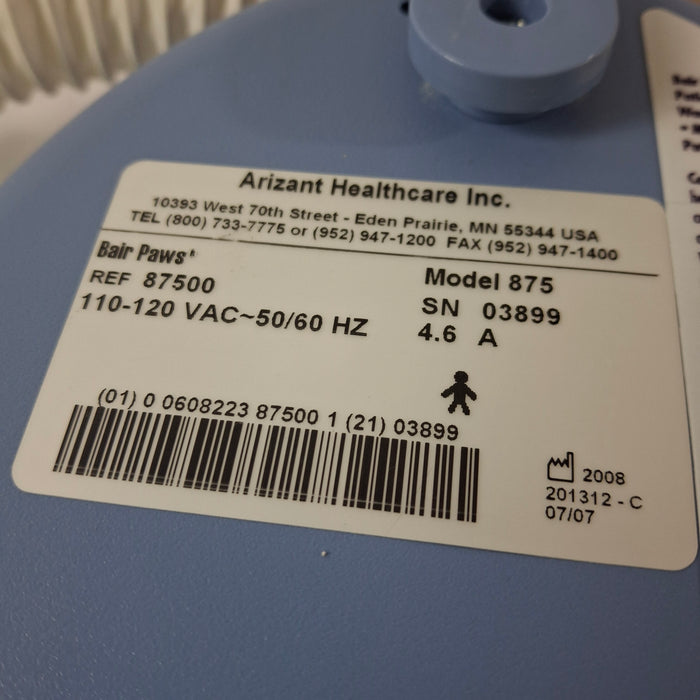 Arizant Healthcare Inc.
10393 West 70th Street - Eden Prairie, MN 55344 USA
TEL (800) 733-7775 or (952) 947-1200 FAX (952) 947-1400
Bair Paws®
REF 87500
Model 875
110-120 VAC~50/60 HZ
SN 03899
4.6 A
(01) 0 0608223 87500 1 (21) 03899
2008
201312 - C
07/07